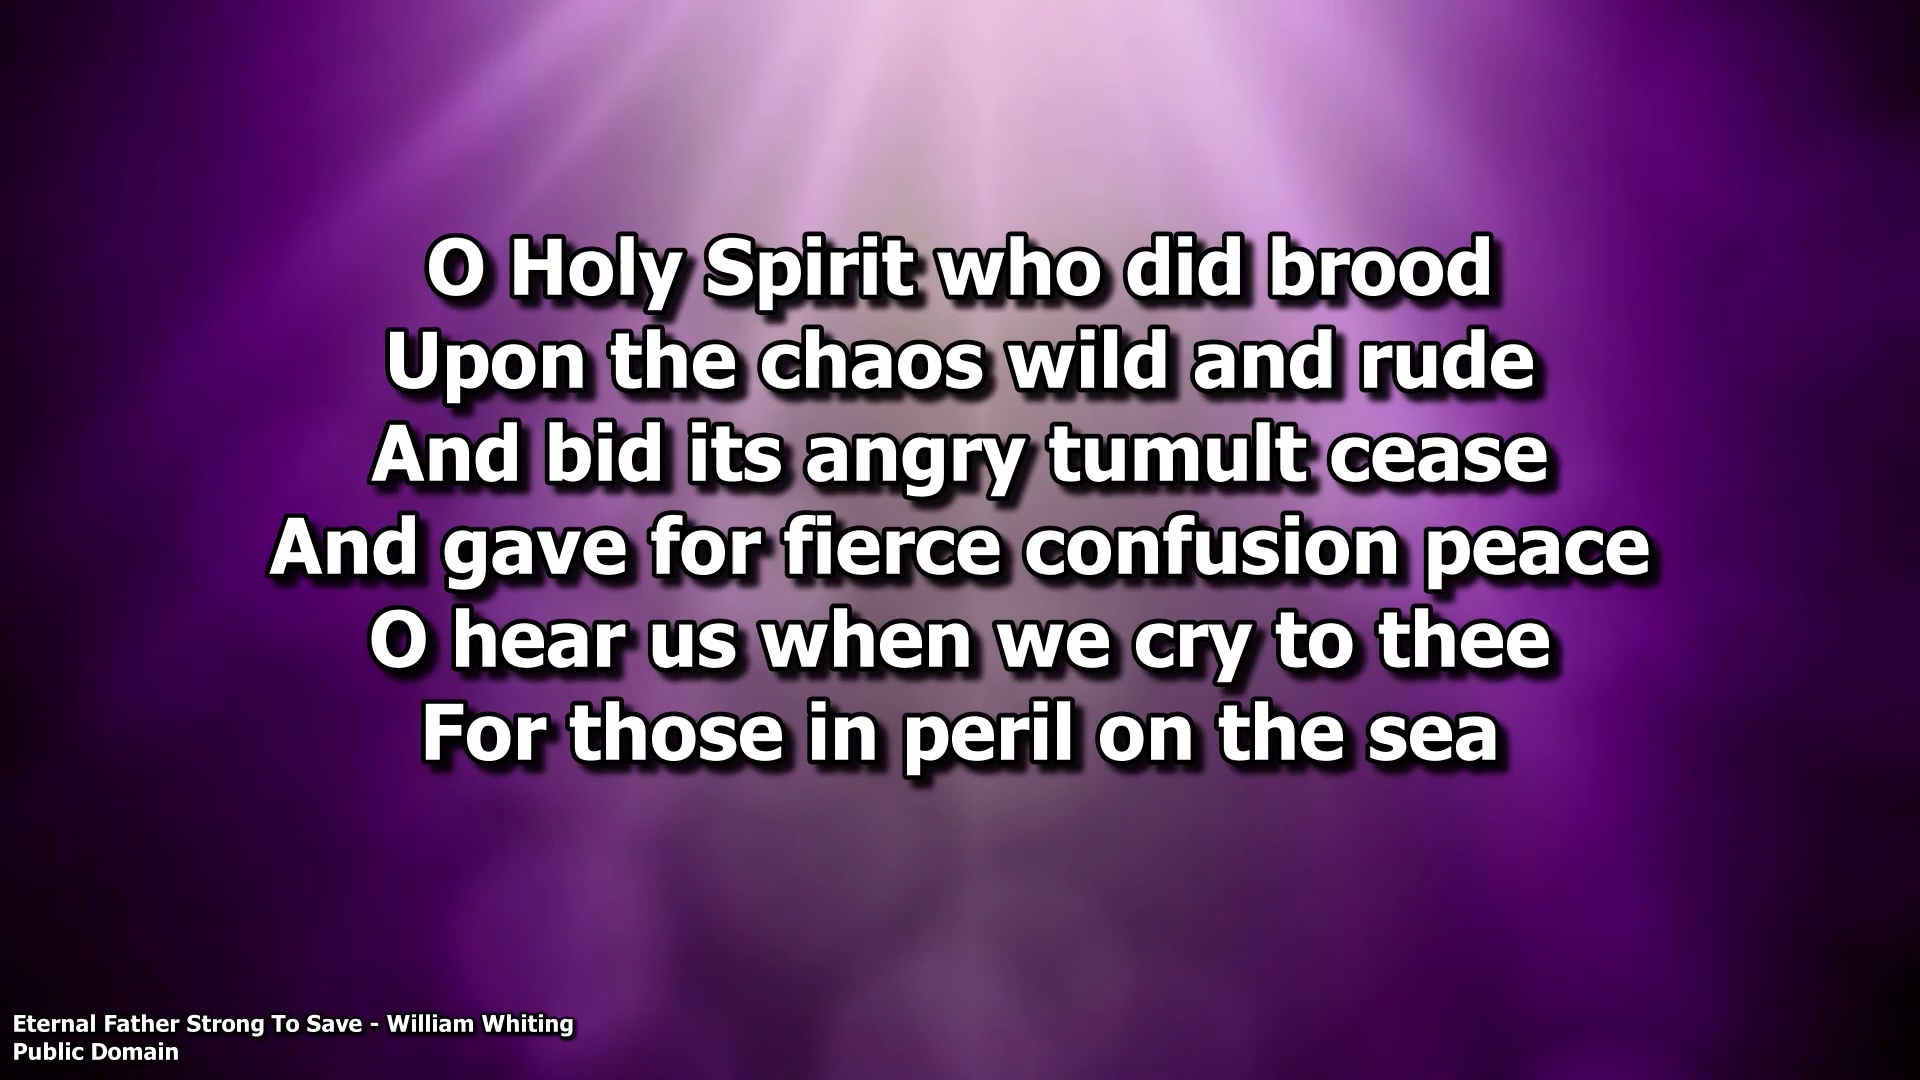 O Holy Spirit who did brood
Upon the chaos wild and rude
And bid its angry tumult cease
And gave for fierce confusion peace
O hear us when we cry to thee
For those in peril on the sea
Eternal Father Strong To Save - William Whiting
Public Domain